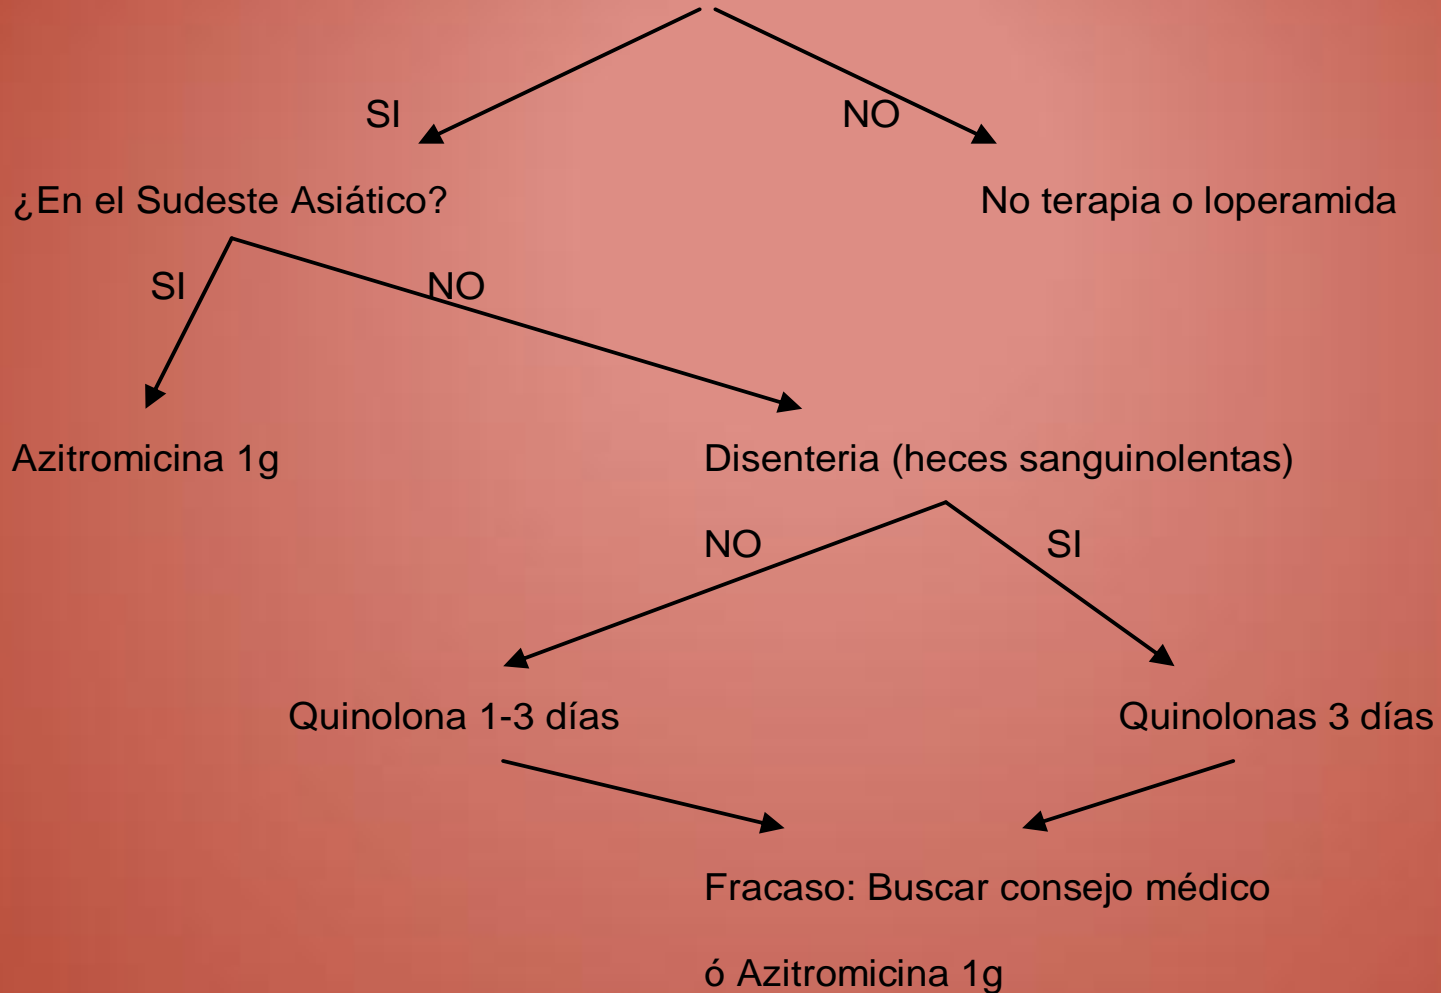 SI
NO
¿En el Sudeste Asiático?
No terapia o loperamida
SI
NO
Azitromicina 1g
Disenteria (heces sanguinolentas)
NO
SI
Quinolona 1-3 días
Quinolonas 3 días
Fracaso: Buscar consejo médico
ó Azitromicina 1g